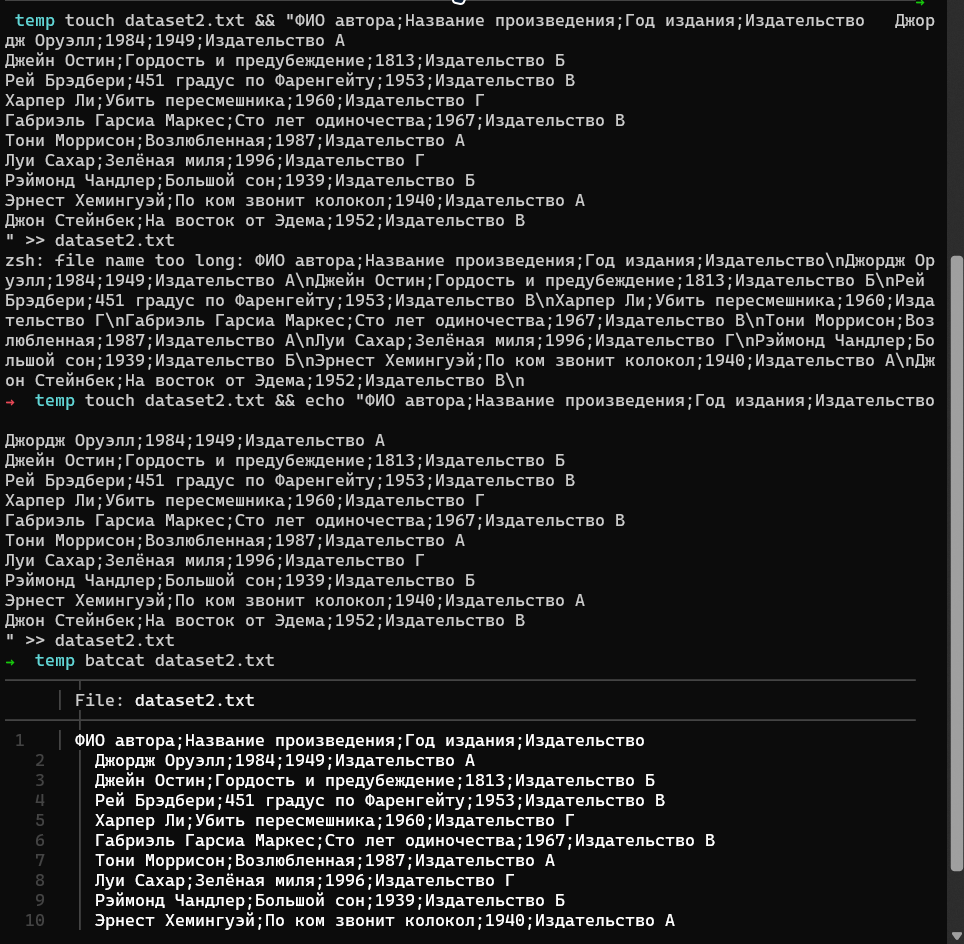 temp touch dataset2.txt && "ФИО автора;Название произведения;Год издания;Издательство   Джор
дж Оруэлл;1984;1949;Издательство А
Джейн Остин;Гордость и предубеждение;1813;Издательство Б
Рей Брэдбери;451 градус по Фаренгейту;1953;Издательство В
Харпер Ли;Убить пересмешника;1960;Издательство Г
Габриэль Гарсиа Маркес;Сто лет одиночества;1967;Издательство В
Тони Моррисон;Возлюбленная;1987;Издательство А
Луи Сахар;Зелёная миля;1996;Издательство Г
Рэймонд Чандлер;Большой сон;1939;Издательство Б
Эрнест Хемингуэй;По ком звонит колокол;1940;Издательство А
Джон Стейнбек;На восток от Эдема;1952;Издательство В
" >> dataset2.txt
zsh: file name too long: ФИО автора;Название произведения;Год издания;Издательство\nДжордж Ор
уэлл;1984;1949;Издательство А\nДжейн Остин;Гордость и предубеждение;1813;Издательство Б\nРей
Брэдбери;451 градус по Фаренгейту;1953;Издательство В\nХарпер Ли;Убить пересмешника;1960;Изда
тельство Г\nГабриэль Гарсиа Маркес;Сто лет одиночества;1967;Издательство В\nТони Моррисон;Воз
любленная;1987;Издательство А\nЛуи Сахар;Зелёная миля;1996;Издательство Г\nРэймонд Чандлер;Бо
льшой сон;1939;Издательство Б\nЭрнест Хемингуэй;По ком звонит колокол;1940;Издательство А\nДж
он Стейнбек;На восток от Эдема;1952;Издательство В\n
→ temp touch dataset2.txt && echo "ФИО автора;Название произведения;Год издания;Издательство
Джордж Оруэлл;1984;1949;Издательство А
Джейн Остин;Гордость и предубеждение;1813;Издательство Б
Рей Брэдбери;451 градус по Фаренгейту;1953;Издательство В
Харпер Ли;Убить пересмешника;1960;Издательство Г
Габриэль Гарсиа Маркес;Сто лет одиночества;1967;Издательство В
Тони Моррисон;Возлюбленная;1987;Издательство А
Луи Сахар;Зелёная миля;1996;Издательство Г
Рэймонд Чандлер;Большой сон;1939;Издательство Б
Эрнест Хемингуэй;По ком звонит колокол;1940;Издательство А
Джон Стейнбек;На восток от Эдема;1952;Издательство В
" >> dataset2.txt
→ temp batcat dataset2.txt
File: dataset2.txt
1 ФИО автора;Название произведения;Год издания;Издательство
2 Джордж Оруэлл;1984;1949;Издательство А
3 Джейн Остин;Гордость и предубеждение;1813;Издательство Б
4 Рей Брэдбери;451 градус по Фаренгейту;1953;Издательство В
5 Харпер Ли;Убить пересмешника;1960;Издательство Г
6 Габриэль Гарсиа Маркес;Сто лет одиночества;1967;Издательство В
7 Тони Моррисон;Возлюбленная;1987;Издательство А
8 Луи Сахар;Зелёная миля;1996;Издательство Г
9 Рэймонд Чандлер;Большой сон;1939;Издательство Б
10 Эрнест Хемингуэй;По ком звонит колокол;1940;Издательство А